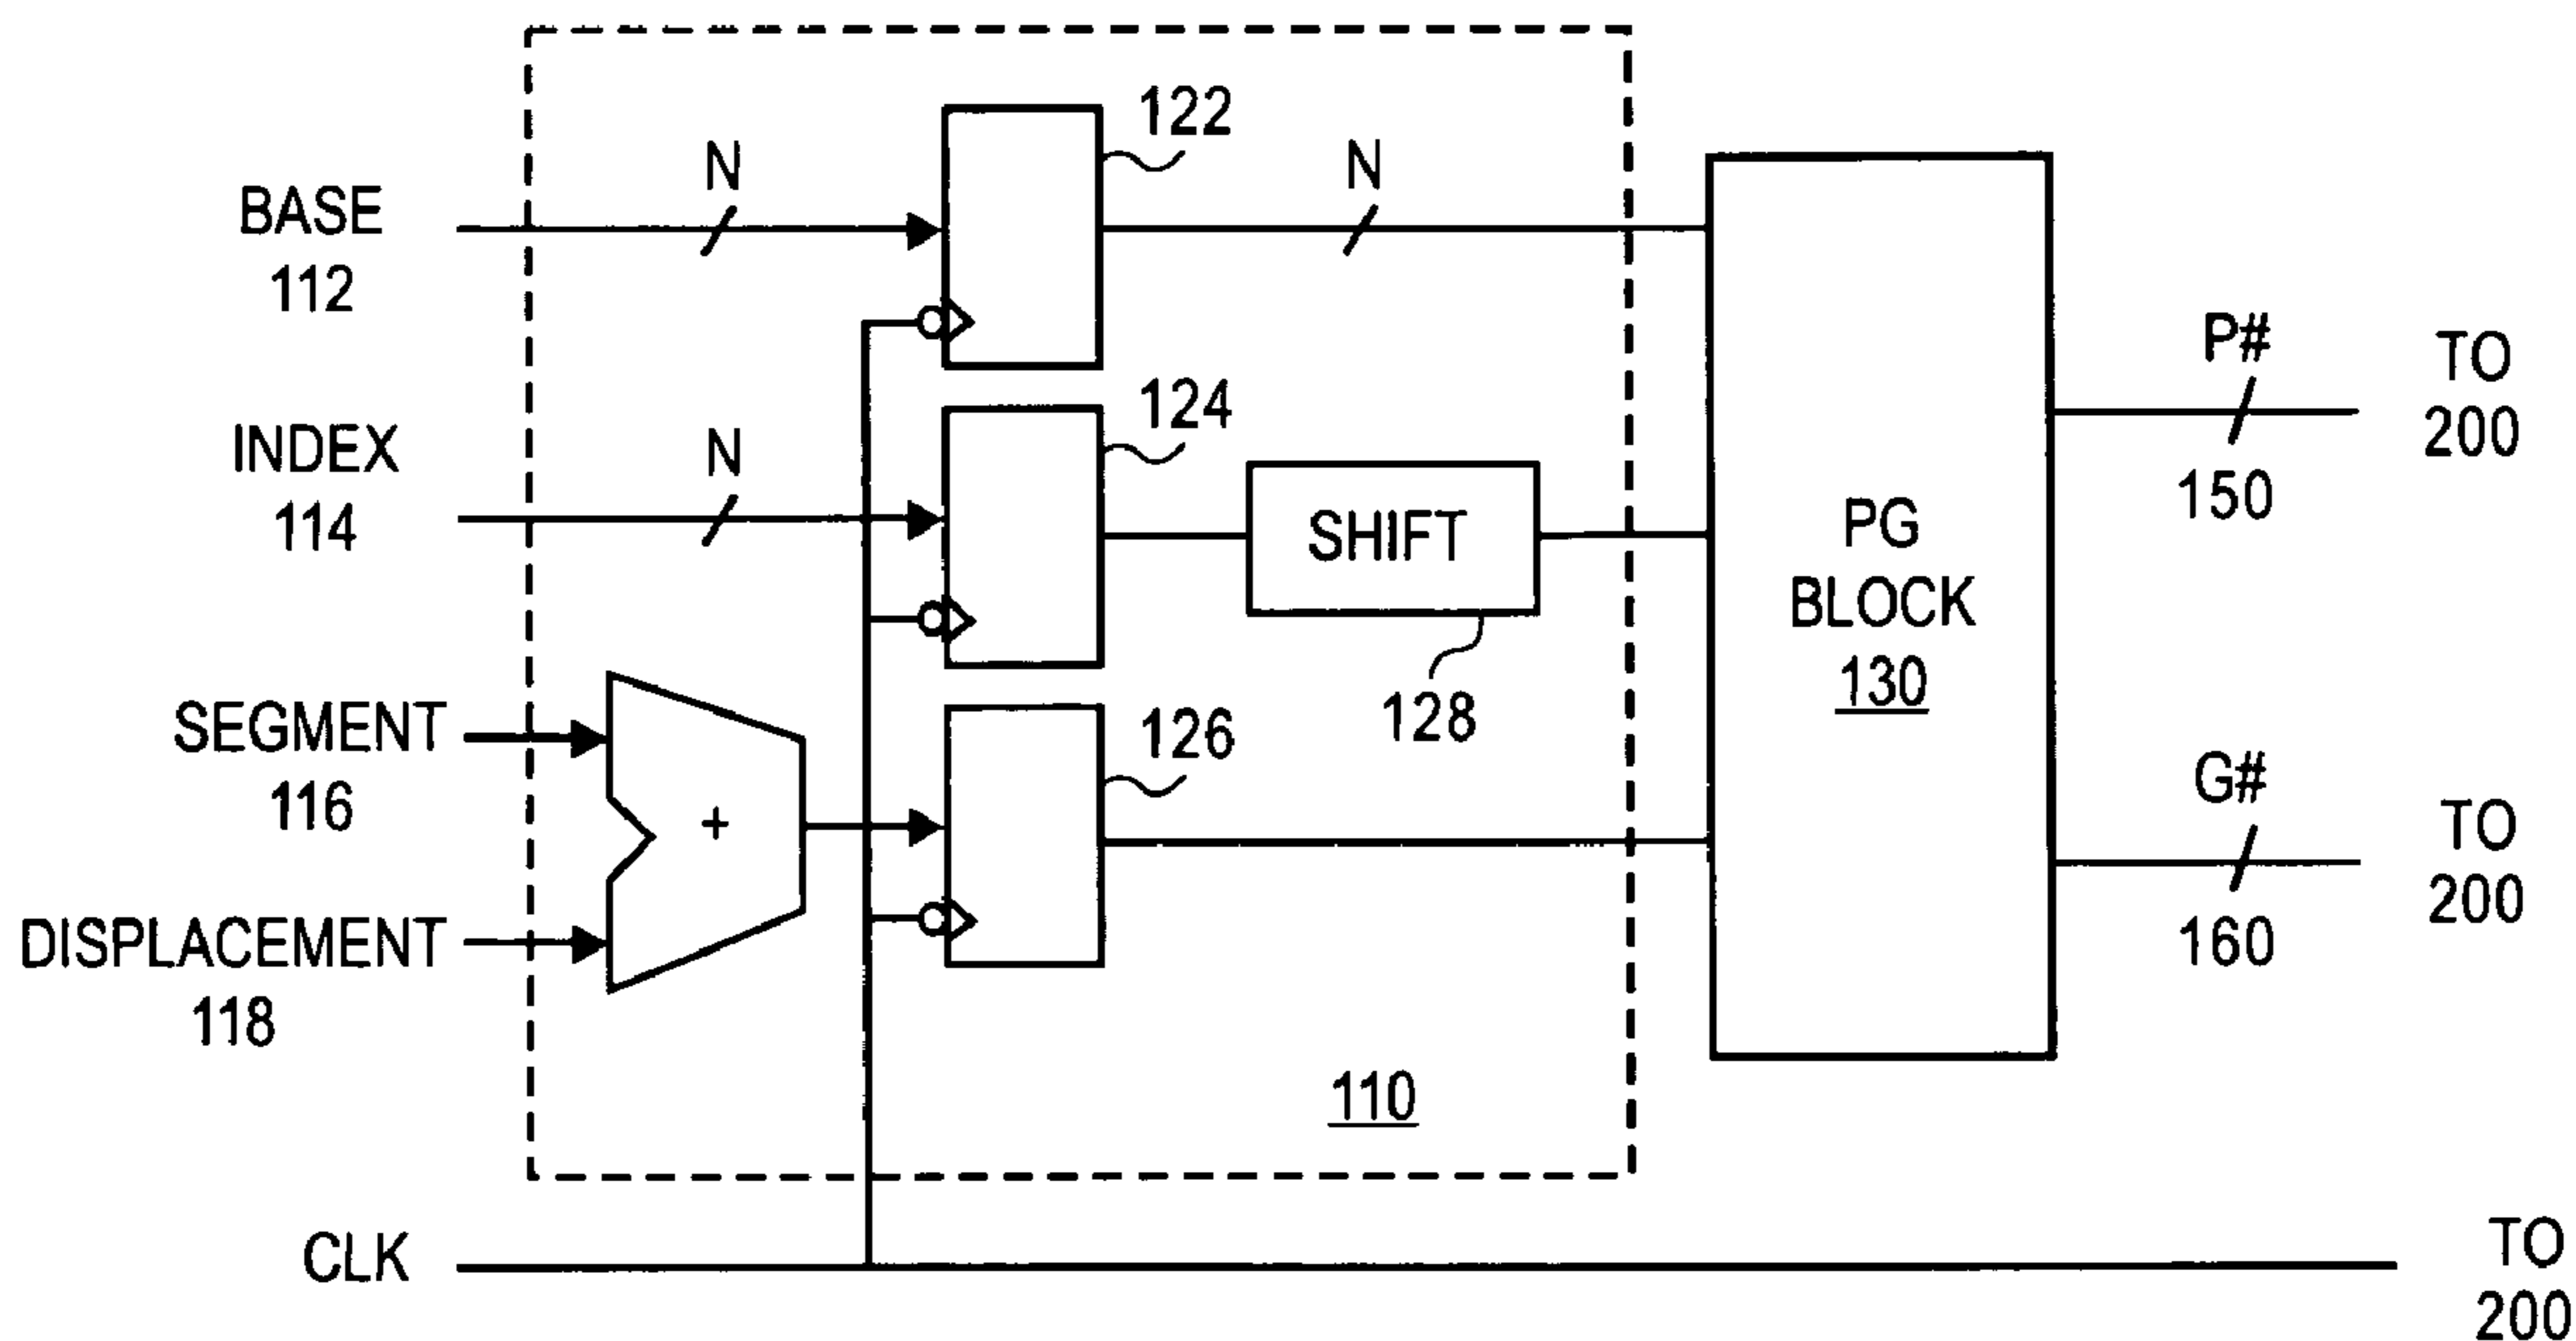 122
N
N
BASE
112
P#
TO
200
150
124
INDEX
114
N
SHIFT
128
PG
BLOCK
130
SEGMENT
116
126
+
G#
TO
200
160
DISPLACEMENT
118
110
CLK
TO
200